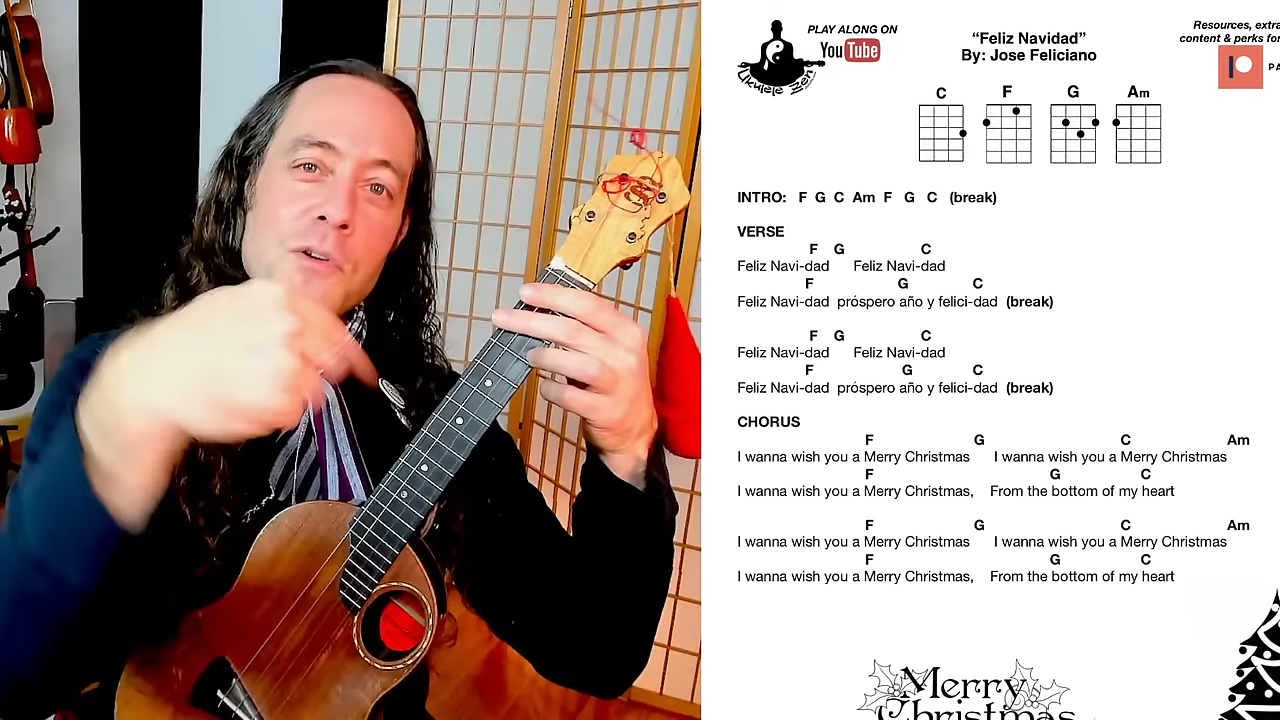 PLAY ALONG ON
YouTube
Ukulele Zen
"Feliz Navidad"
By: Jose Feliciano
Resources, extra
content & perks for
PA
C F G Am
INTRO: F G C Am F G C (break)
VERSE
F G C
Feliz Navi-dad Feliz Navi-dad
F G C
Feliz Navi-dad próspero año y felici-dad (break)
F G C
Feliz Navi-dad Feliz Navi-dad
F G C
Feliz Navi-dad próspero año y felici-dad (break)
CHORUS
F G C Am
I wanna wish you a Merry Christmas I wanna wish you a Merry Christmas
F G C
I wanna wish you a Merry Christmas, From the bottom of my heart
F G C Am
I wanna wish you a Merry Christmas I wanna wish you a Merry Christmas
F G C
I wanna wish you a Merry Christmas, From the bottom of my heart
Merry
Christmas